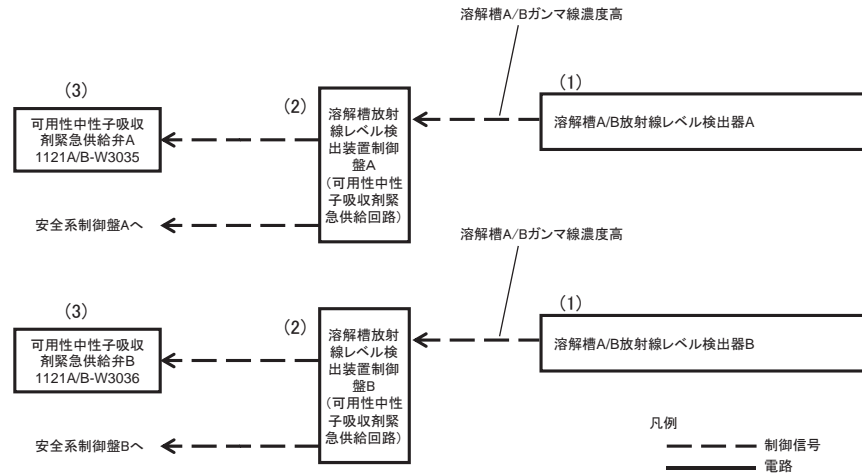 溶解槽A/Bガンマ線濃度高
(3)
可用性中性子吸収
剤緊急供給弁A
1121A/B-W3035
(2)
溶解槽放射
線レベル検
出装置制御
盤A
(可用性中性
子吸収剤緊
急供給回路)
(1)
溶解槽A/B放射線レベル検出器A
安全系制御盤Aへ
溶解槽A/Bガンマ線濃度高
(3)
可用性中性子吸収
剤緊急供給弁B
1121A/B-W3036
(2)
溶解槽放射
線レベル検
出装置制御
盤B
(可用性中性
子吸収剤緊
急供給回路)
(1)
溶解槽A/B放射線レベル検出器B
安全系制御盤Bへ
凡例
制御信号
電路